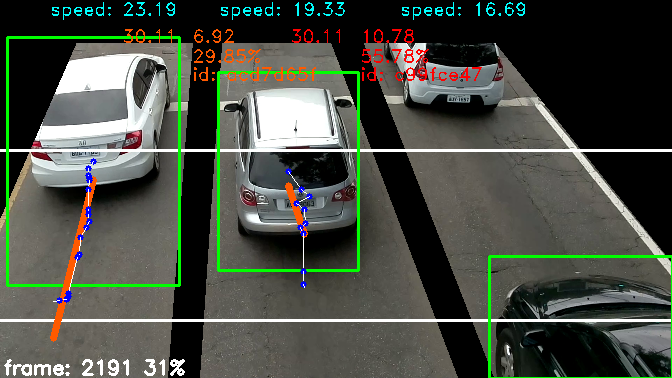 speed: 23.19 speed: 19.33 speed: 16.69
30.11 6.92 30.11 10.78
29.85% 55.78%
frame: 2191 31%